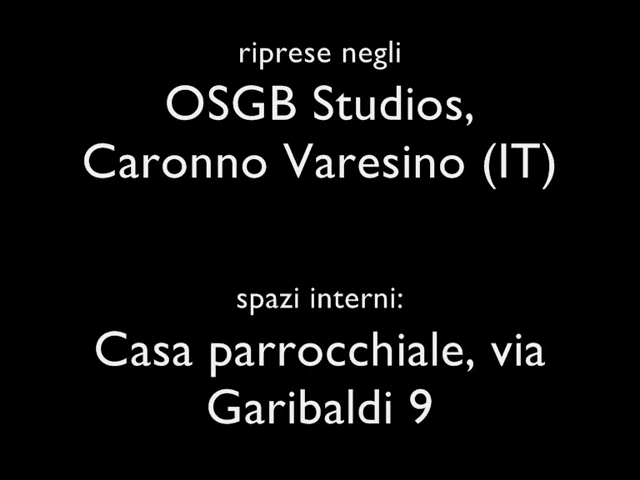 riprese negli
OSGB Studios,
Caronno Varesino (IT)
spazi interni:
Casa parrocchiale, via
Garibaldi 9